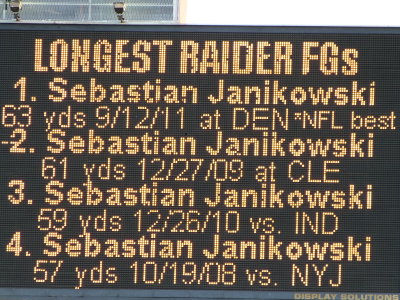 LONGEST RAIDER FGs
1. Sebastian Janikowski
63 yds 9/12/11 at DEN *NFL best
-2. Sebastian Janikowski
61 yds 12/27/09 at CLE
3. Sebastian Janikowski
59 yds 12/26/10 vs. IND
4. Sebastian Janikowski
57 yds 10/19/08 vs. NYJ
DISPLAY SOLUTIONS